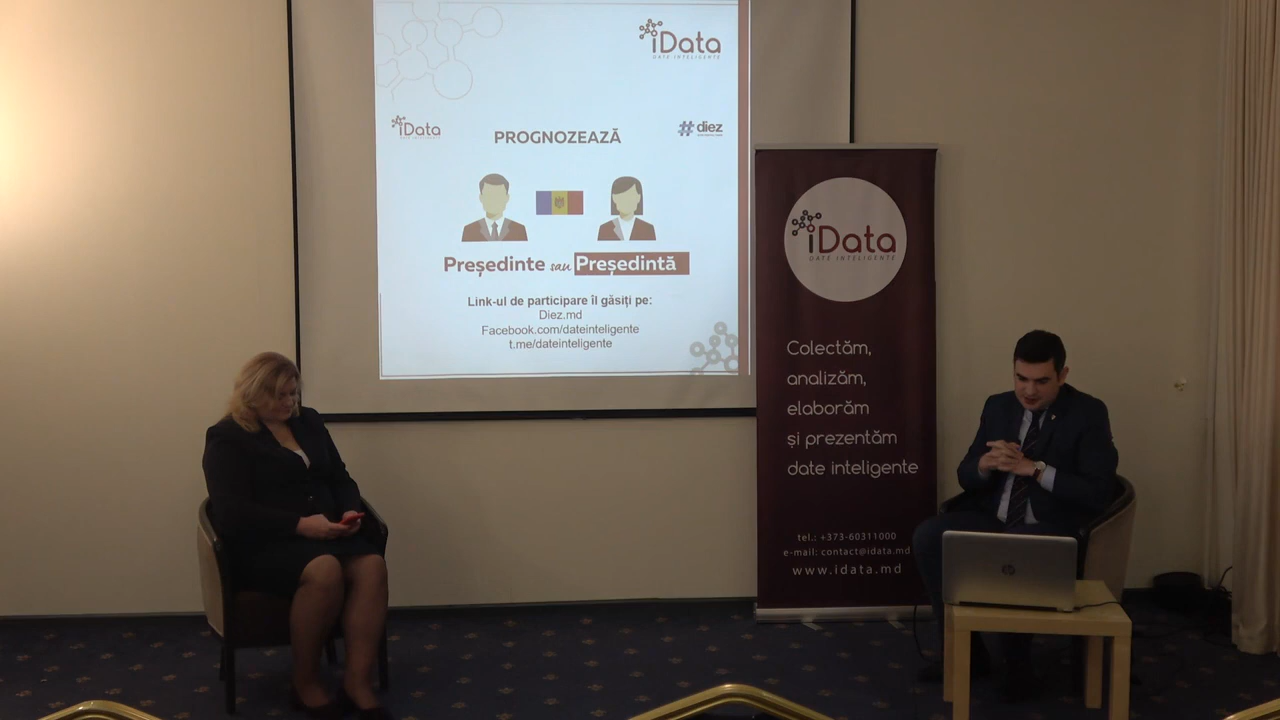 iData
DATE INTELIGENTE
iData
#diez
PROGNOZEAZĂ
Președinte sau Președintă
Link-ul de participare îl găsiți pe:
Diez.md
Facebook.com/dateinteligente
t.me/dateinteligente
iData
DATE INTELIGENTE
Colectăm,
analizăm,
elaborăm
și prezentăm
date inteligente
tel.: +373-60311000
e-mail: contact@idata.md
www.idata.md
hp